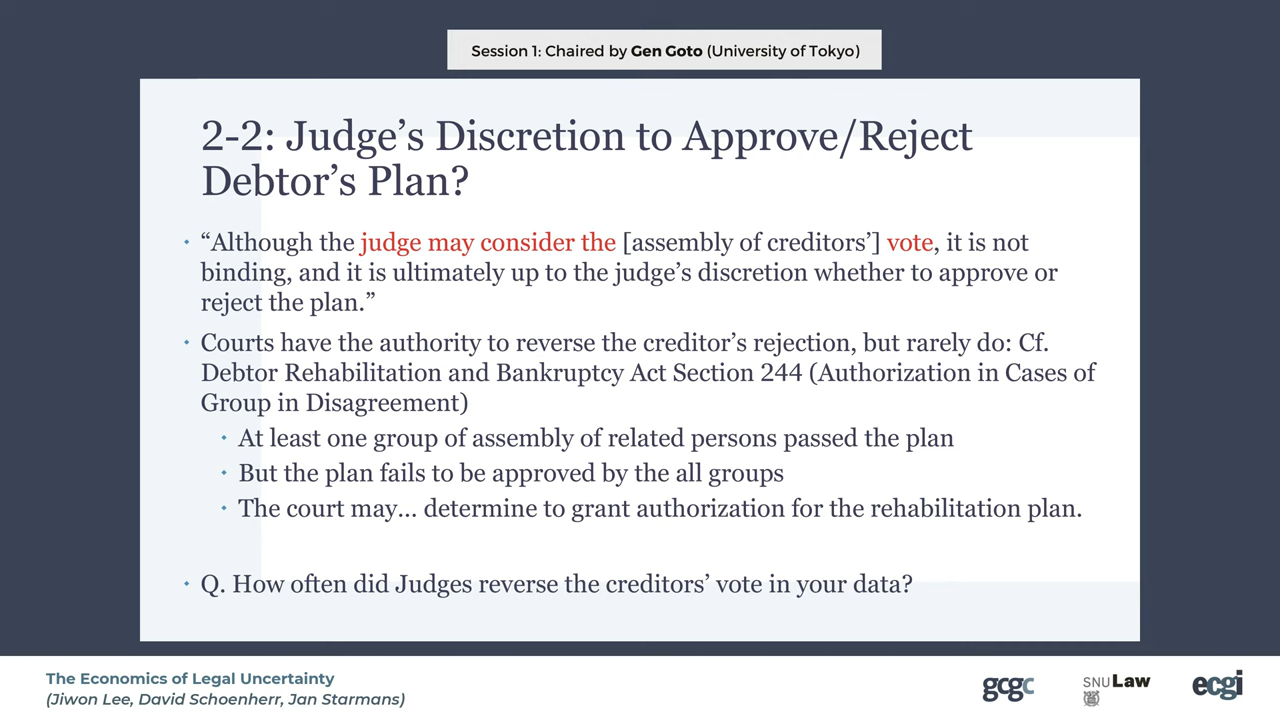 Session 1: Chaired by Gen Goto (University of Tokyo)
2-2: Judge’s Discretion to Approve/Reject
Debtor’s Plan?
“Although the judge may consider the [assembly of creditors’] vote, it is not
binding, and it is ultimately up to the judge’s discretion whether to approve or
reject the plan.”
Courts have the authority to reverse the creditor’s rejection, but rarely do: Cf.
Debtor Rehabilitation and Bankruptcy Act Section 244 (Authorization in Cases of
Group in Disagreement)
At least one group of assembly of related persons passed the plan
But the plan fails to be approved by the all groups
The court may… determine to grant authorization for the rehabilitation plan.
Q. How often did Judges reverse the creditors’ vote in your data?
The Economics of Legal Uncertainty
(Jiwon Lee, David Schoenherr, Jan Starmans)
gcgc
SNU Law
ecgi